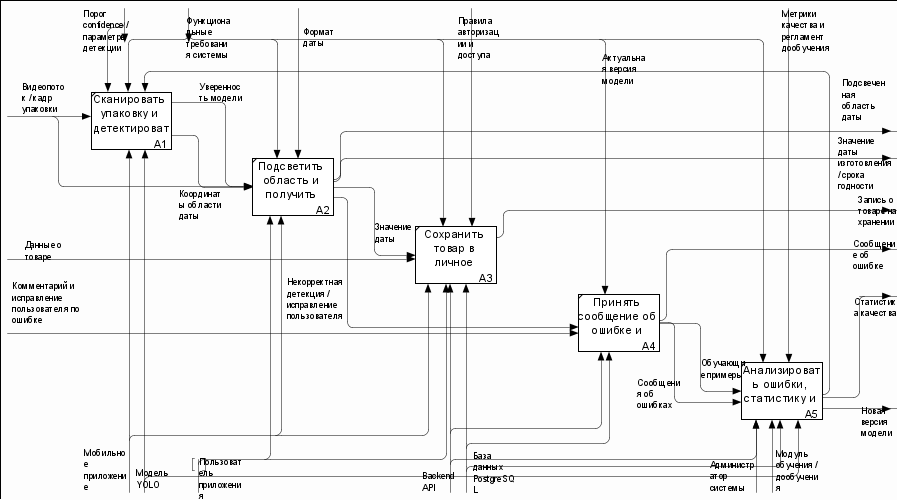 Порог
confidence /
параметры
детекции
Функциона
льные
требовани
я системы
Формат
даты
Правила
авторизац
ии и
доступа
Метрики
качества и
регламент
дообучения
Актуальна
я версия
модели
Видеопото
к / кадр
упаковки
Увереннос
ть модели
Сканировать
упаковку и
детектироват
A1
Подсвечен
ная
область
даты
Значение
даты
изготовления
/ срока
годности
Подсветить
область и
получить
A2
Координат
ы области
даты
Запись о
товаре на
хранении
Значение
даты
Сохранить
товар в
личное
A3
Данные о
товаре
Сообщени
е об
ошибке
Комментарий и
исправление
пользователя по
ошибке
Некорректная
детекция /
исправление
пользователя
Принять
сообщение об
ошибке и
A4
Статистик
а качества
Обучающи
е примеры
Сообщени
я об
ошибках
Анализироват
ь ошибки,
статистику и
A5
Новая
версия
модели
Мобильно
е
приложени
е
Модель
YOLO
Пользоват
ель
приложени
я
Backend
API
База
данных
PostgreSQ
L
Администр
атор
системы
Модуль
обучения /
дообучени
я